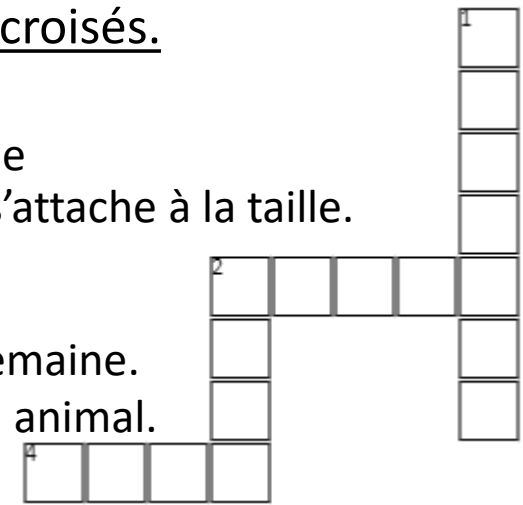 croisés.
1
e
s’attache à la taille.
2
emaine.
animal.
4